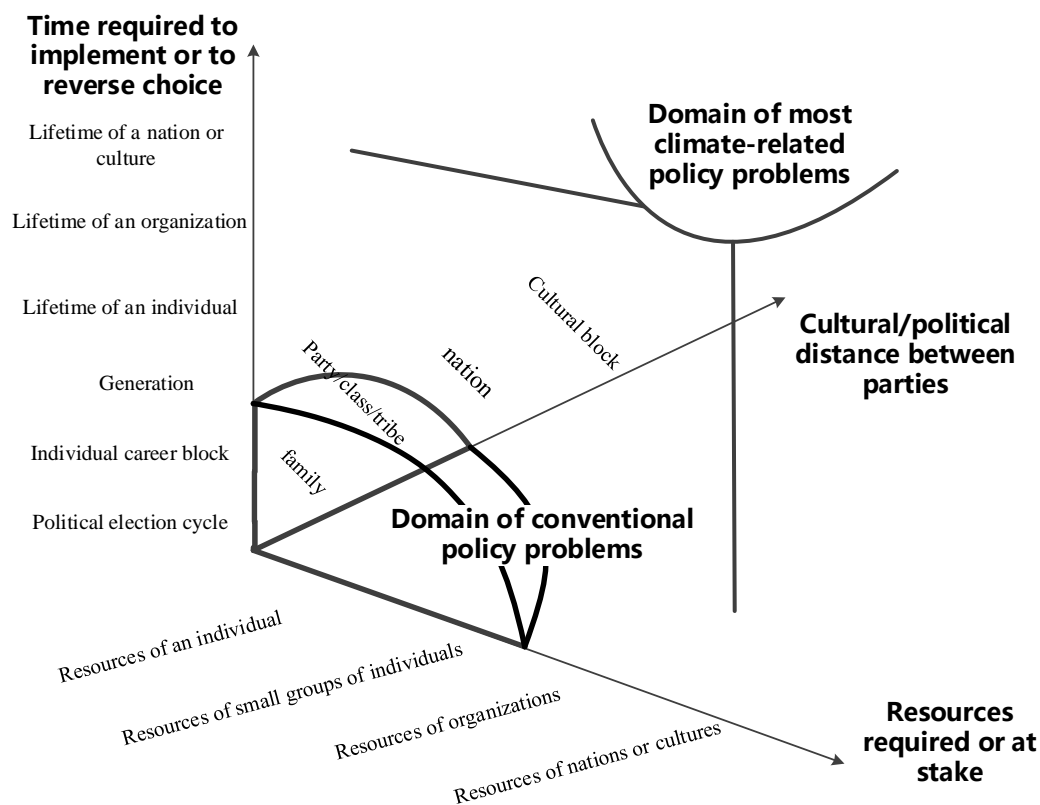 Time required to
implement or to
reverse choice
Lifetime of a nation or
culture
Lifetime of an organization
Lifetime of an individual
Generation
Individual career block
Political election cycle
Domain of most
climate-related
policy problems
Cultural block
nation
Party/class/tribe
family
Cultural/political
distance between
parties
Domain of conventional
policy problems
Resources of an individual
Resources of small groups of individuals
Resources of organizations
Resources of nations or cultures
Resources
required or at
stake